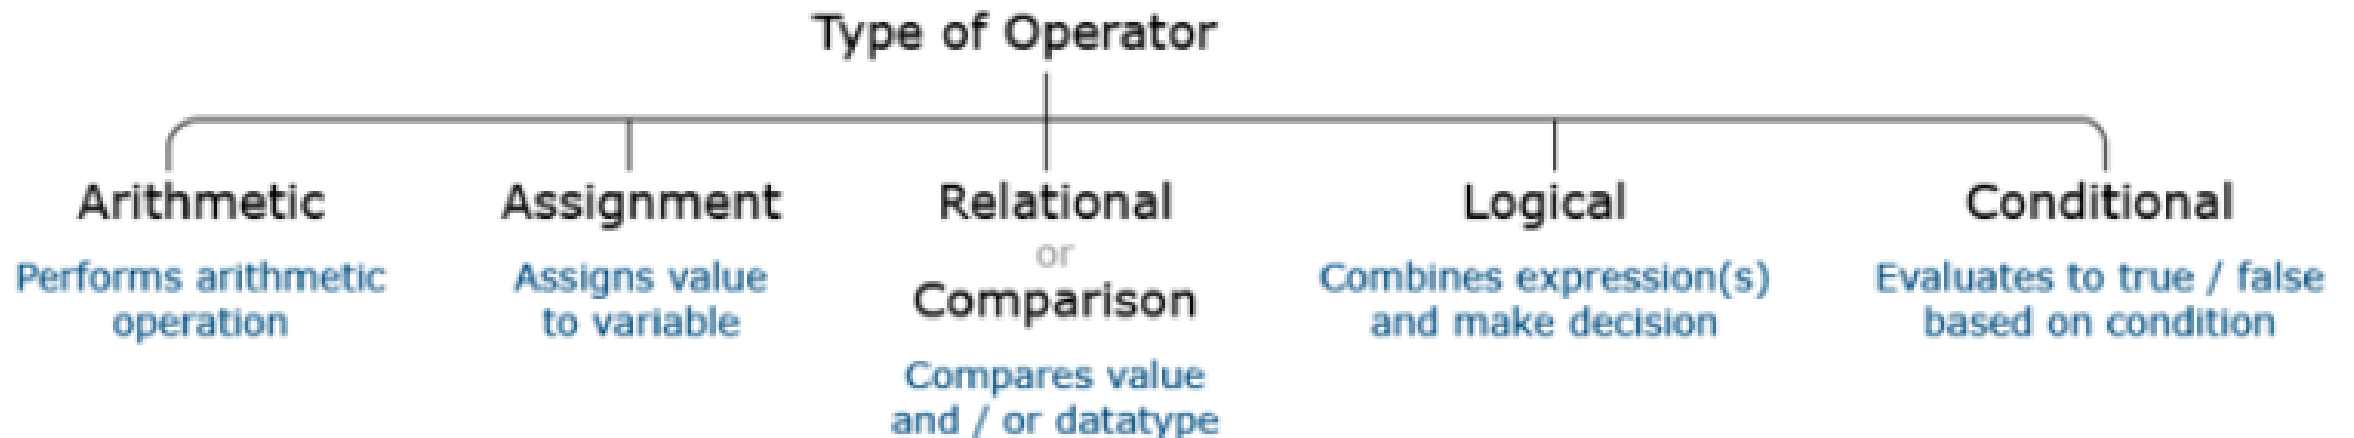 Type of Operator
Arithmetic
Performs arithmetic
operation
Assignment
Assigns value
to variable
Relational
or
Comparison
Compares value
and / or datatype
Logical
Combines expression(s)
and make decision
Conditional
Evaluates to true / false
based on condition